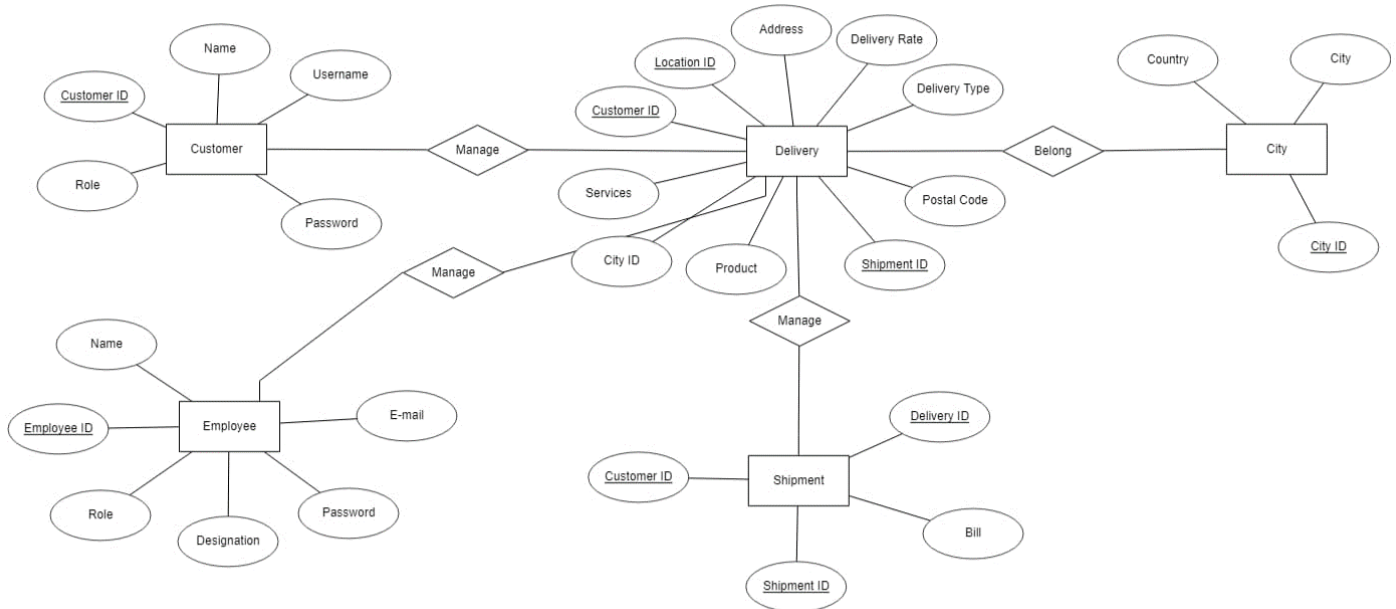 Name
Username
Customer ID
Customer
Role
Password
Manage
Address
Delivery Rate
Location ID
Delivery Type
Customer ID
Delivery
Services
Postal Code
City ID
Product
Shipment ID
Belong
Country
City
City
City ID
Manage
Manage
Name
Employee ID
Employee
E-mail
Role
Designation
Password
Delivery ID
Customer ID
Shipment
Bill
Shipment ID